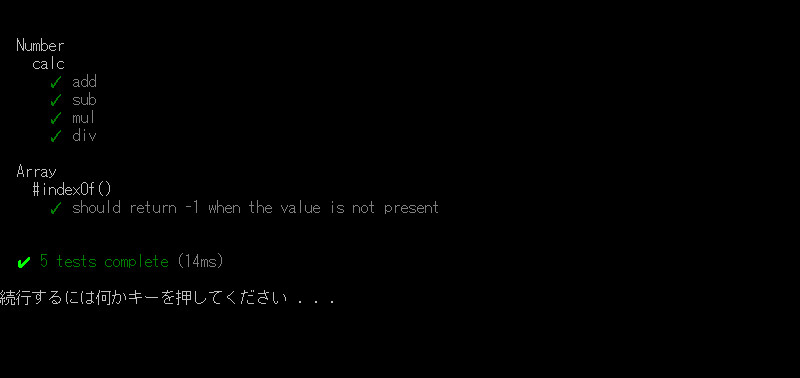 Number
calc
✓ add
✓ sub
✓ mul
✓ div
Array
#indexOf()
✓ should return -1 when the value is not present
✔ 5 tests complete (14ms)
続行するには何かキーを押してください . . .